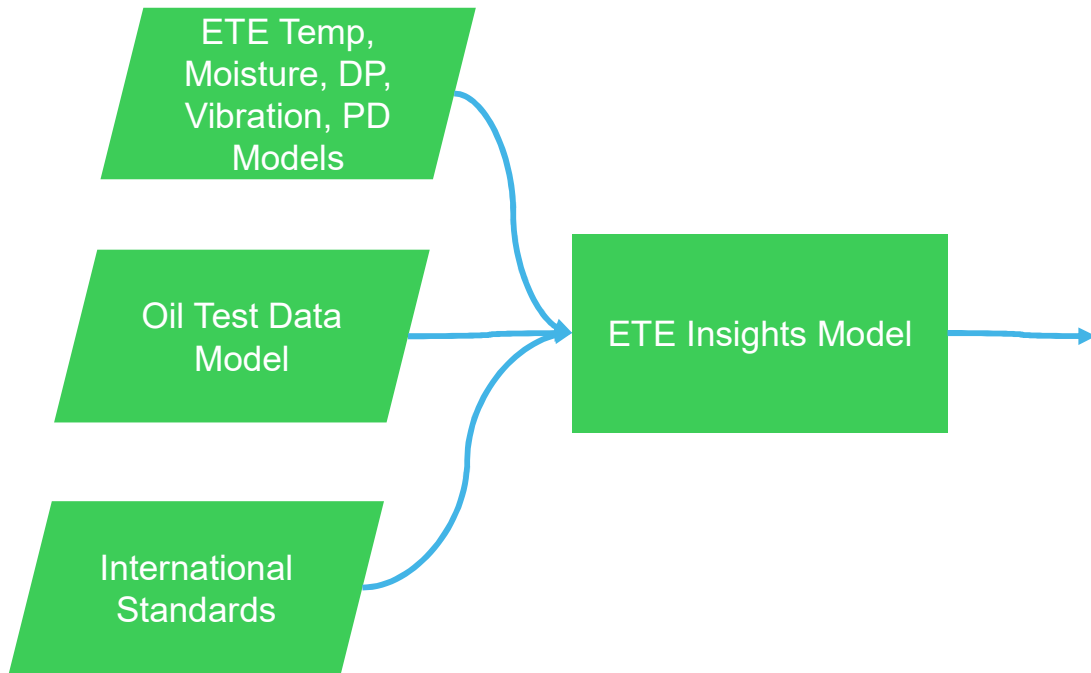 ETE Temp,
Moisture, DP,
Vibration, PD
Models
Oil Test Data
Model
ETE Insights Model
International
Standards